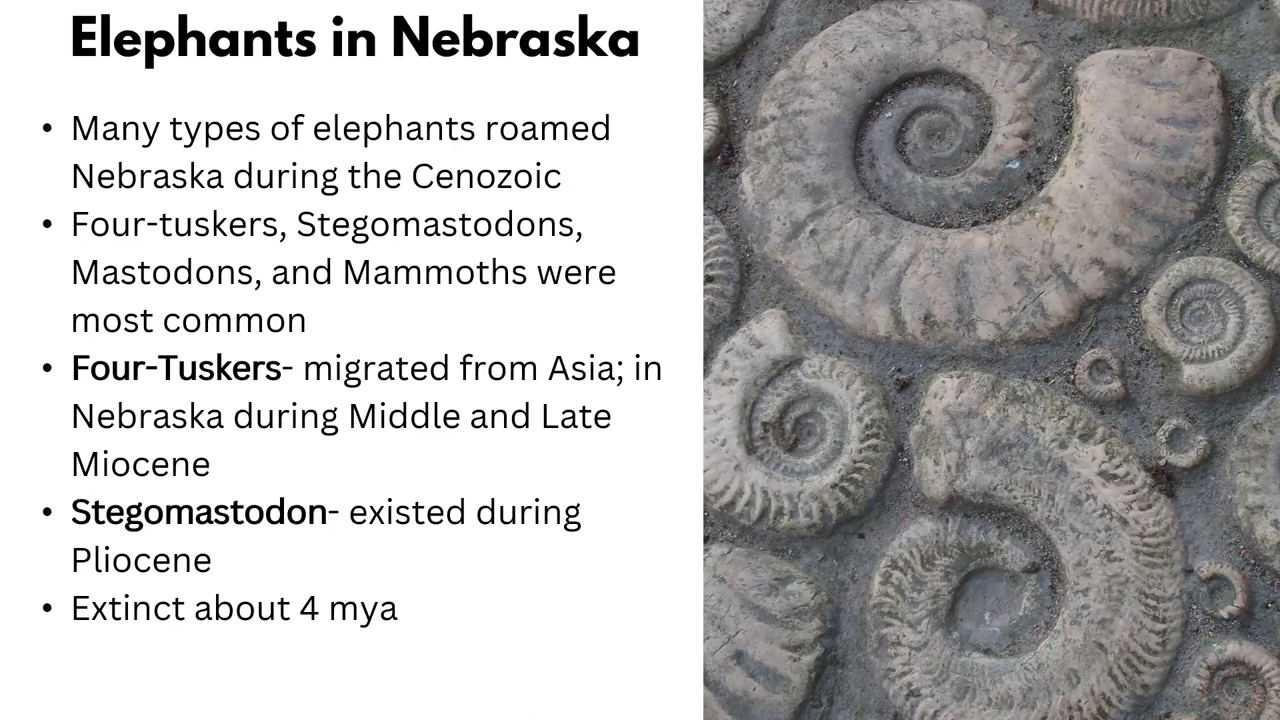 Elephants in Nebraska
• Many types of elephants roamed
Nebraska during the Cenozoic
• Four-tuskers, Stegomastodons,
Mastodons, and Mammoths were
most common
• Four-Tuskers- migrated from Asia; in
Nebraska during Middle and Late
Miocene
• Stegomastodon- existed during
Pliocene
• Extinct about 4 mya